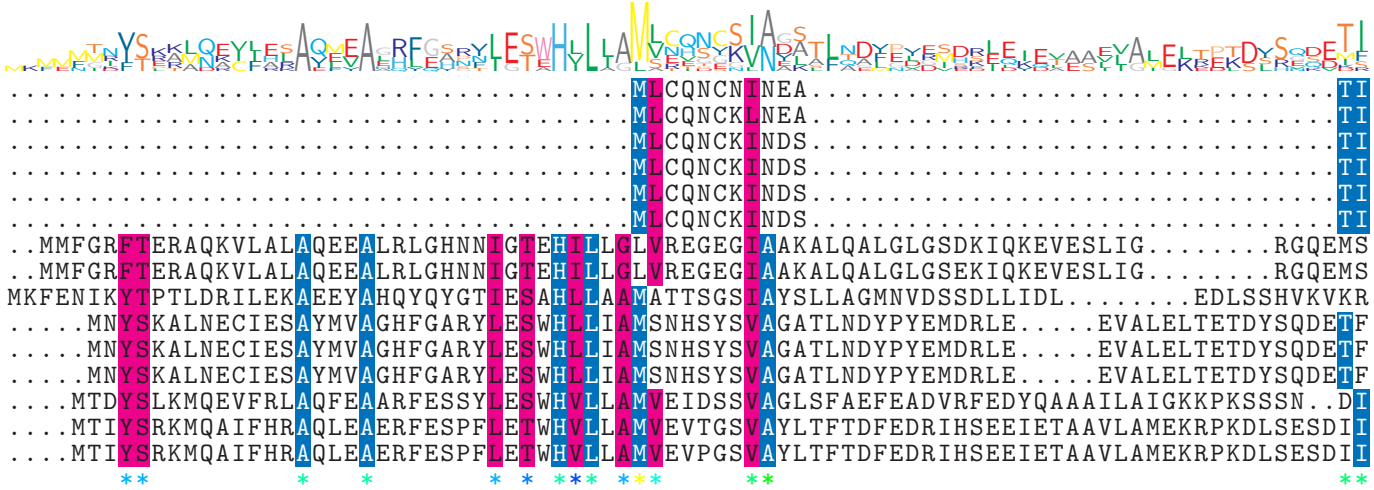 .......................................MLCQNCNINEA.................................TI
.......................................MLCQNCKLNEA.................................TI
.......................................MLCQNCKINDS.................................TI
.......................................MLCQNCKINDS.................................TI
.......................................MLCQNCKINDS.................................TI
.......................................MLCQNCKINDS.................................TI
..MMFGRFTERAQKVLALAQEEALRLGHNNIGTEHILLGLVREGEGIAAKALQALGLGSDKIQKEVESLIG........RGQEMS
..MMFGRFTERAQKVLALAQEEALRLGHNNIGTEHILLGLVREGEGIAAKALQALGLGSEKIQKEVESLIG........RGQEMS
MKFENIKYTPTLDRILEKAEEYAHQYQYGTIESAHLLAAMATTSGSIAYSLLAGMNVDSSDLLIDL........EDLSSHVKVKR
.....MNYSKALNECIESAYMVAGHFGARYLESWHLLIAMSNHSYSVAGATLNDYPYEMDRLE.....EVALELTETDYSQDETF
.....MNYSKALNECIESAYMVAGHFGARYLESWHLLIAMSNHSYSVAGATLNDYPYEMDRLE.....EVALELTETDYSQDETF
.....MNYSKALNECIESAYMVAGHFGARYLESWHLLIAMSNHSYSVAGATLNDYPYEMDRLE.....EVALELTETDYSQDETF
....MTDYSLKMQEVFRLAQFEAARFESSYLESWHVLLAMVEIDSSVAGLSFAEFEADVRFEDYQAAAILAIGKKPKSSSN..DI
....MTIYSRKMQAIFHRAQLEAERFESPFLETWHVLLAMVEVTGSVAYLTFTDFEDRIHSEEIETAAVLAMEKRPKDLSESDII
....MTIYSRKMQAIFHRAQLEAERFESPFLETWHVLLAMVEVPGSVAYLTFTDFEDRIHSEEIETAAVLAMEKRPKDLSESDII
** * * * * *** *** ** **